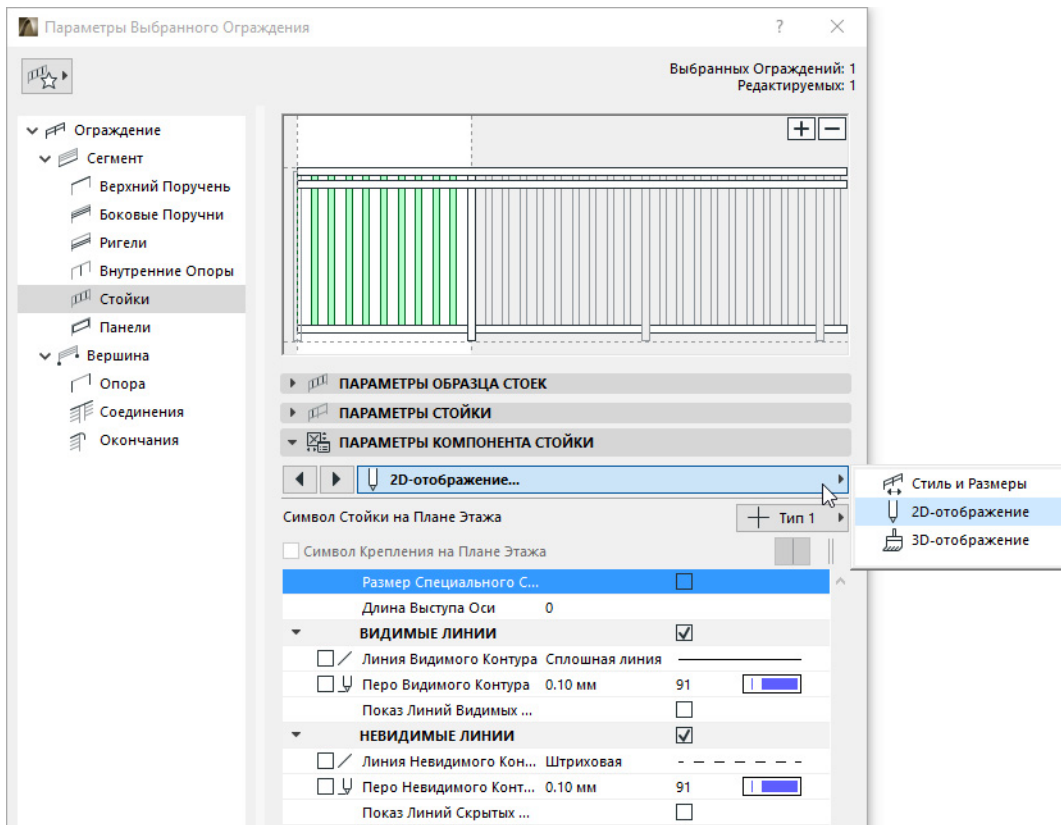 Параметры Выбранного Ограждения
?
Выбранных Ограждений: 1
Редактируемых: 1
Ограждение
Сегмент
Верхний Поручень
Боковые Поручни
Ригели
Внутренние Опоры
Стойки
Панели
Вершина
Опора
Соединения
Окончания
ПАРАМЕТРЫ ОБРАЗЦА СТОЕК
ПАРАМЕТРЫ СТОЙКИ
ПАРАМЕТРЫ КОМПОНЕНТА СТОЙКИ
2D-отображение...
Стиль и Размеры
2D-отображение
3D-отображение
Символ Стойки на Плане Этажа Тип 1
Символ Крепления на Плане Этажа
Размер Специального С...
Длина Выступа Оси 0
ВИДИМЫЕ ЛИНИИ
Линия Видимого Контура Сплошная линия
Перо Видимого Контура 0.10 мм 91
Показ Линий Видимых ...
НЕВИДИМЫЕ ЛИНИИ
Линия Невидимого Кон... Штриховая
Перо Невидимого Конт... 0.10 мм 91
Показ Линий Скрытых ...